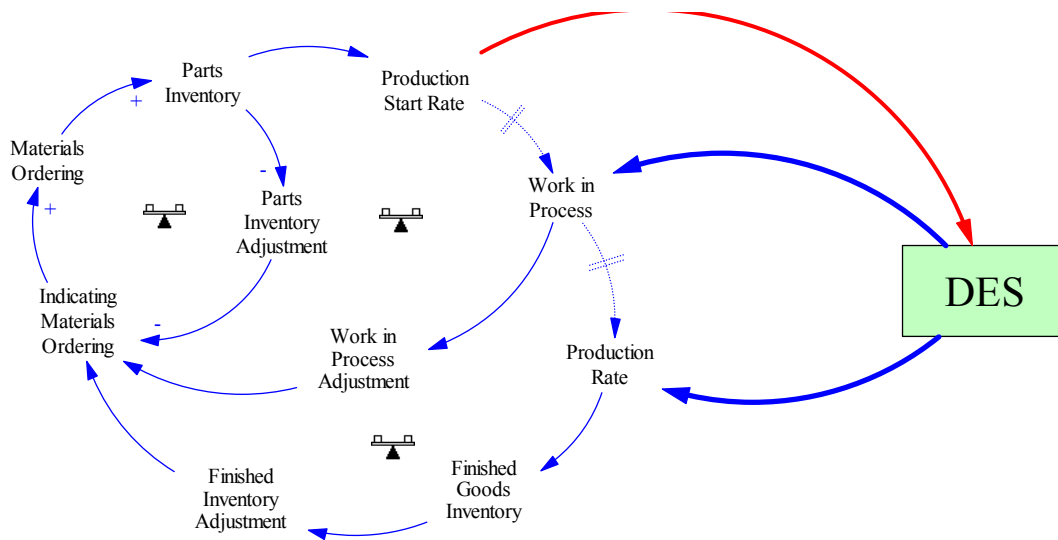 Parts
Inventory
Production
Start Rate
+
Materials
Ordering
+
-
Parts
Inventory
Adjustment
Work in
Process
DES
Indicating
Materials
Ordering
-
Work in
Process
Adjustment
Production
Rate
Finished
Inventory
Adjustment
Finished
Goods
Inventory